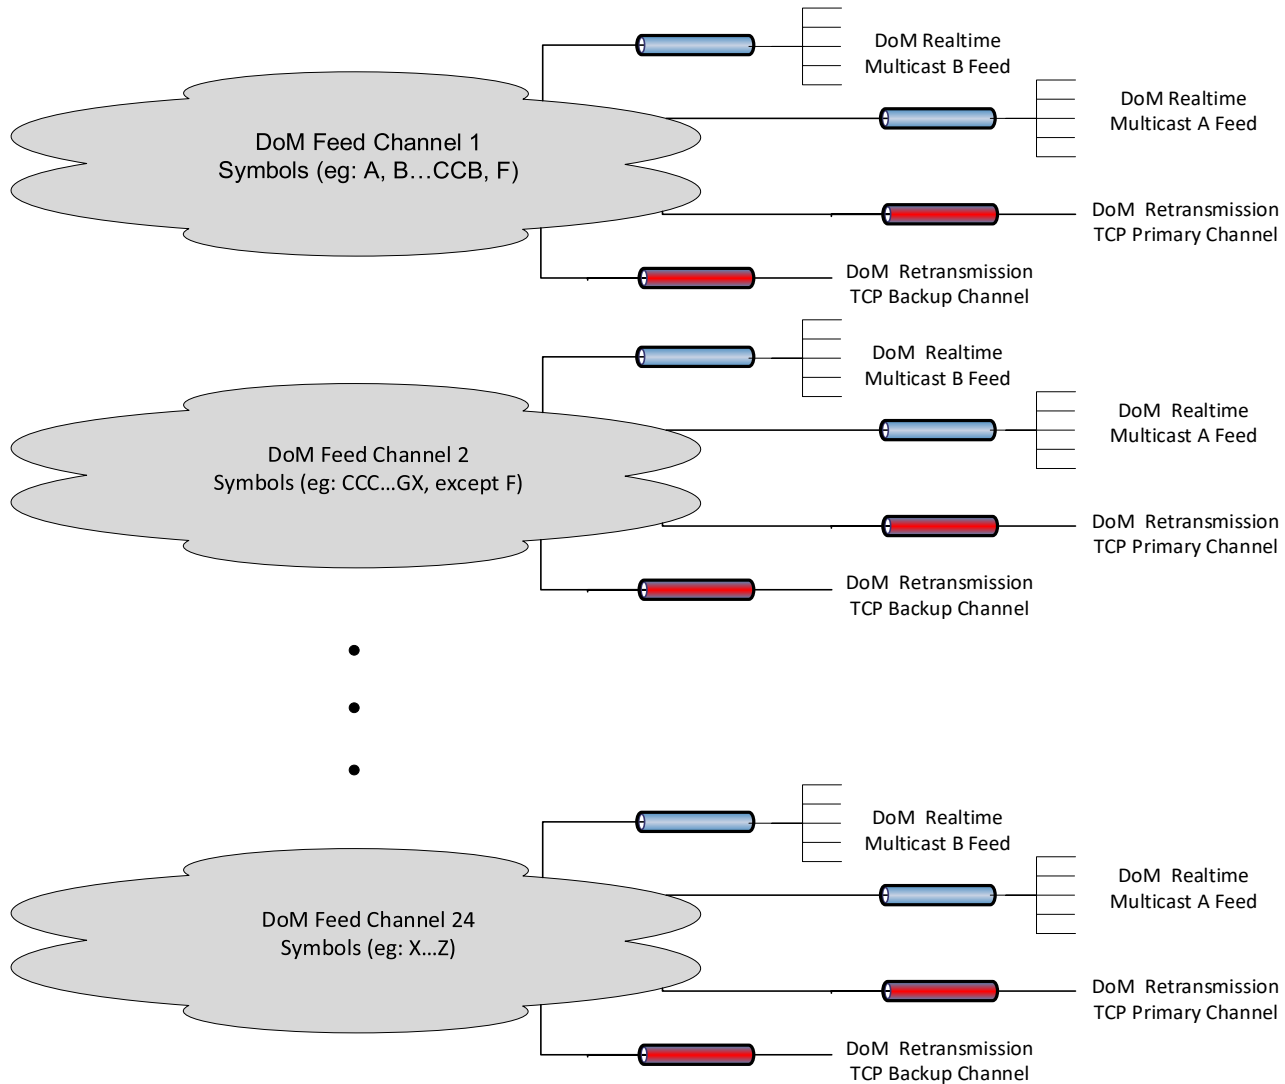 DoM Realtime
Multicast B Feed
DoM Realtime
Multicast A Feed
DoM Feed Channel 1
Symbols (eg: A, B…CCB, F)
DoM Retransmission
TCP Primary Channel
DoM Retransmission
TCP Backup Channel
DoM Realtime
Multicast B Feed
DoM Realtime
Multicast A Feed
DoM Feed Channel 2
Symbols (eg: CCC…GX, except F)
DoM Retransmission
TCP Primary Channel
DoM Retransmission
TCP Backup Channel
DoM Realtime
Multicast B Feed
DoM Realtime
Multicast A Feed
DoM Feed Channel 24
Symbols (eg: X…Z)
DoM Retransmission
TCP Primary Channel
DoM Retransmission
TCP Backup Channel